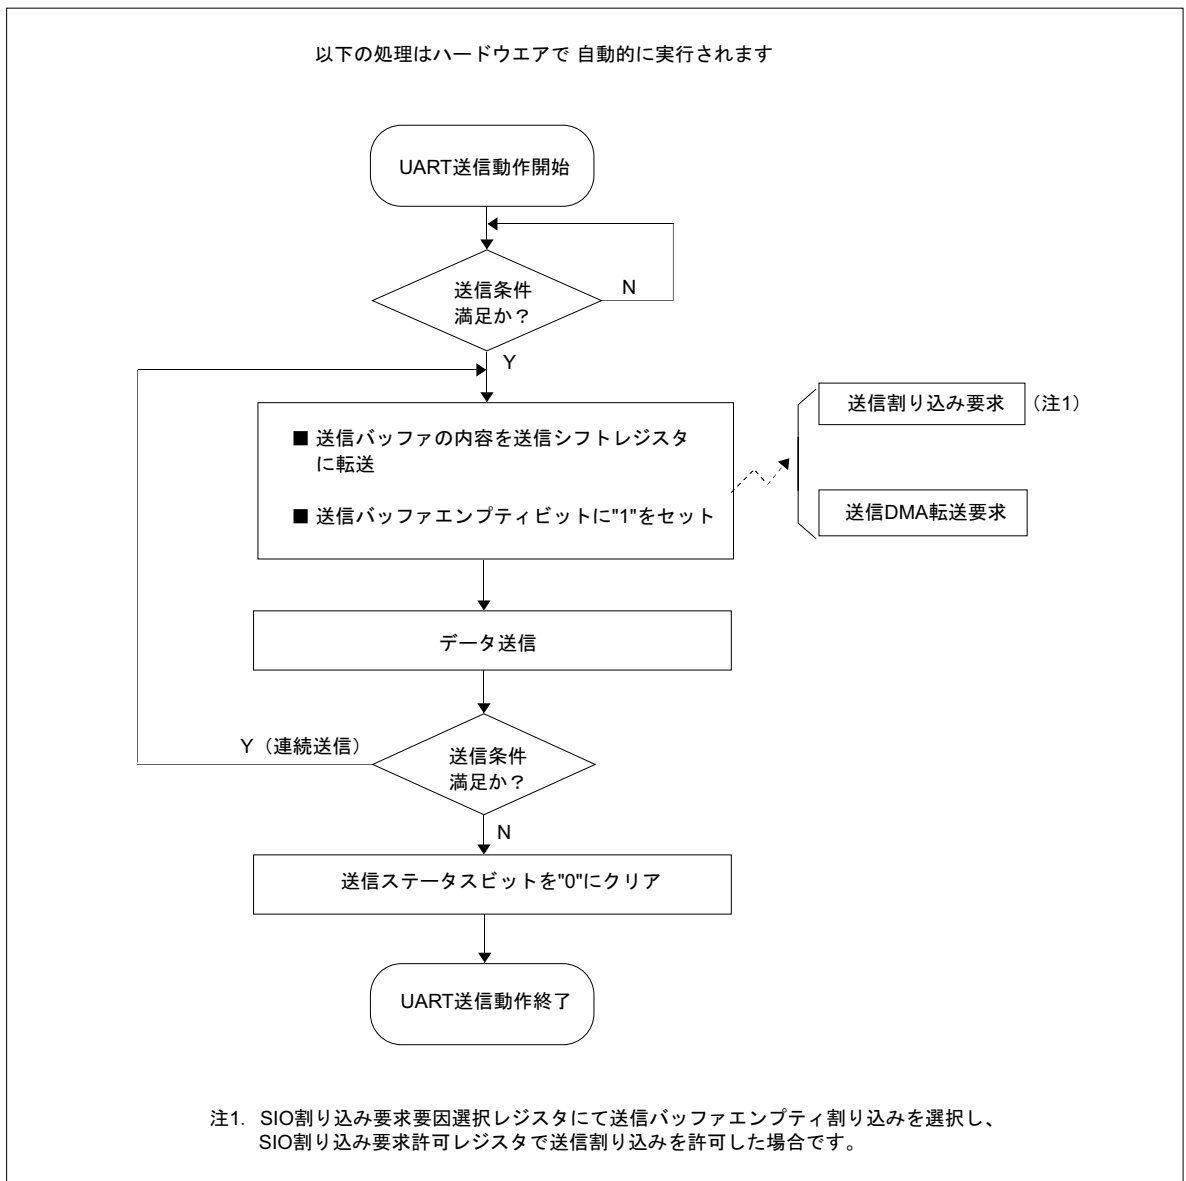 以下の処理はハードウエアで 自動的に実行されます
UART送信動作開始
送信条件
満足か？
N
Y
■ 送信バッファの内容を送信シフトレジスタ
に転送
■ 送信バッファエンプティビットに"1"をセット
送信割り込み要求
（注1）
送信DMA転送要求
データ送信
Y（連続送信）
送信条件
満足か？
N
送信ステータスビットを"0"にクリア
UART送信動作終了
注1. SIO割り込み要求要因選択レジスタにて送信バッファエンプティ割り込みを選択し、
SIO割り込み要求許可レジスタで送信割り込みを許可した場合です。